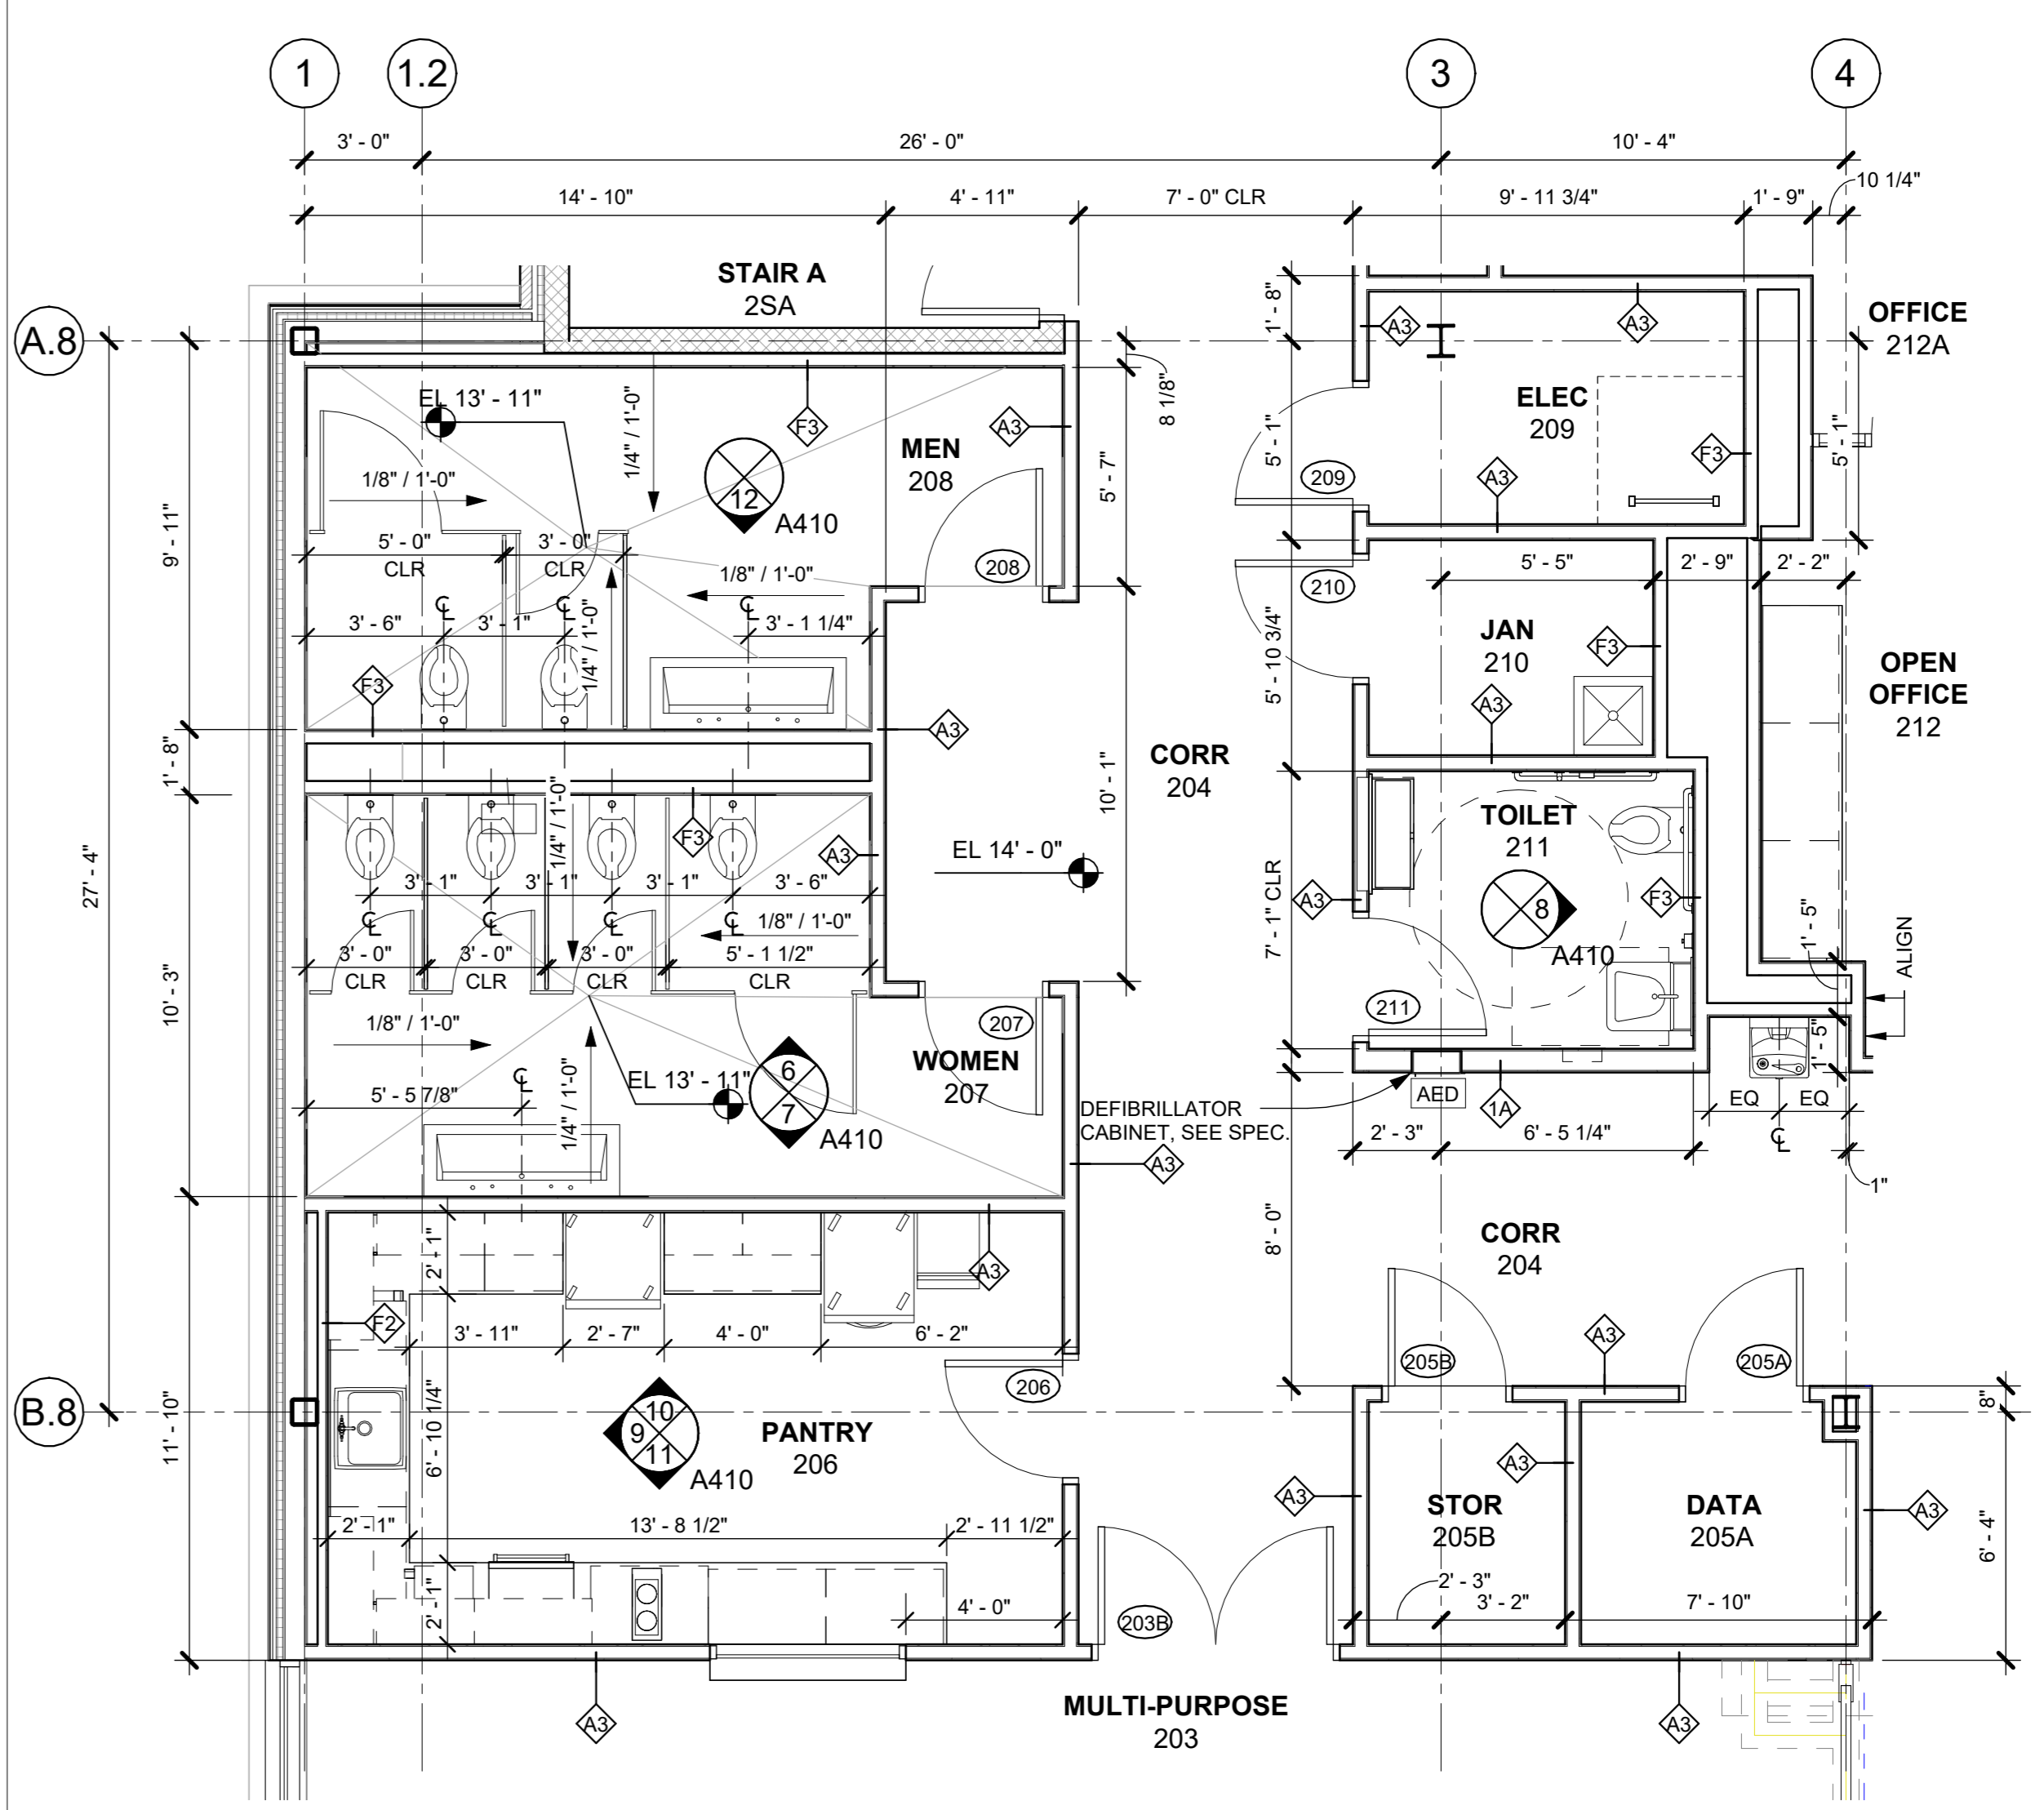 1
1.2
3
4
3' - 0"
26' - 0"
10' - 4"
14' - 10"
4' - 11"
7' - 0" CLR
9' - 11 3/4"
1' - 9"
10 1/4"
STAIR A
2SA
A.8
1' - 8"
A3
A3
OFFICE
212A
EL 13' - 11"
1/4" / 1'-0"
F3
A3
8 1/8"
ELEC
209
MEN
208
5' - 1"
F3
5' - 1"
1/8" / 1'-0"
12
A410
5' - 7"
209
A3
9' - 11"
5' - 0"
CLR
3' - 0"
CLR
208
210
5' - 5"
2' - 9"
2' - 2"
1/8" / 1'-0"
3' - 6"
3' - 1"
1/4" / 1'-0"
3' - 1 1/4"
5' - 10 3/4"
JAN
210
F3
OPEN
OFFICE
212
F3
A3
A3
1' - 8"
CORR
204
10' - 1"
TOILET
211
F3
1/4" / 1'-0"
A3
EL 14' - 0"
27' - 4"
3' - 1"
3' - 1"
3' - 1"
3' - 6"
A3
7' - 1" CLR
8
A410
F3
1' - 5"
ALIGN
1/8" / 1'-0"
3' - 0"
CLR
3' - 0"
CLR
3' - 0"
CLR
5' - 1 1/2"
CLR
10' - 3"
1/8" / 1'-0"
207
211
WOMEN
207
1' - 5"
EL 13' - 11"
6
7
A410
5' - 5 7/8"
1/4" / 1'-0"
DEFIBRILLATOR
CABINET, SEE SPEC.
AED
1A
EQ
EQ
2' - 3"
6' - 5 1/4"
A3
1"
8' - 0"
CORR
204
2' - 1"
A3
F2
3' - 11"
2' - 7"
4' - 0"
6' - 2"
205B
A3
205A
206
B.8
11' - 10"
6' - 10 1/4"
10
9
11
A410
PANTRY
206
8"
A3
A3
STOR
205B
DATA
205A
A3
6' - 4"
2' - 1"
13' - 8 1/2"
2' - 11 1/2"
2' - 1"
4' - 0"
203B
2' - 3"
3' - 2"
7' - 10"
A3
MULTI-PURPOSE
203
A3